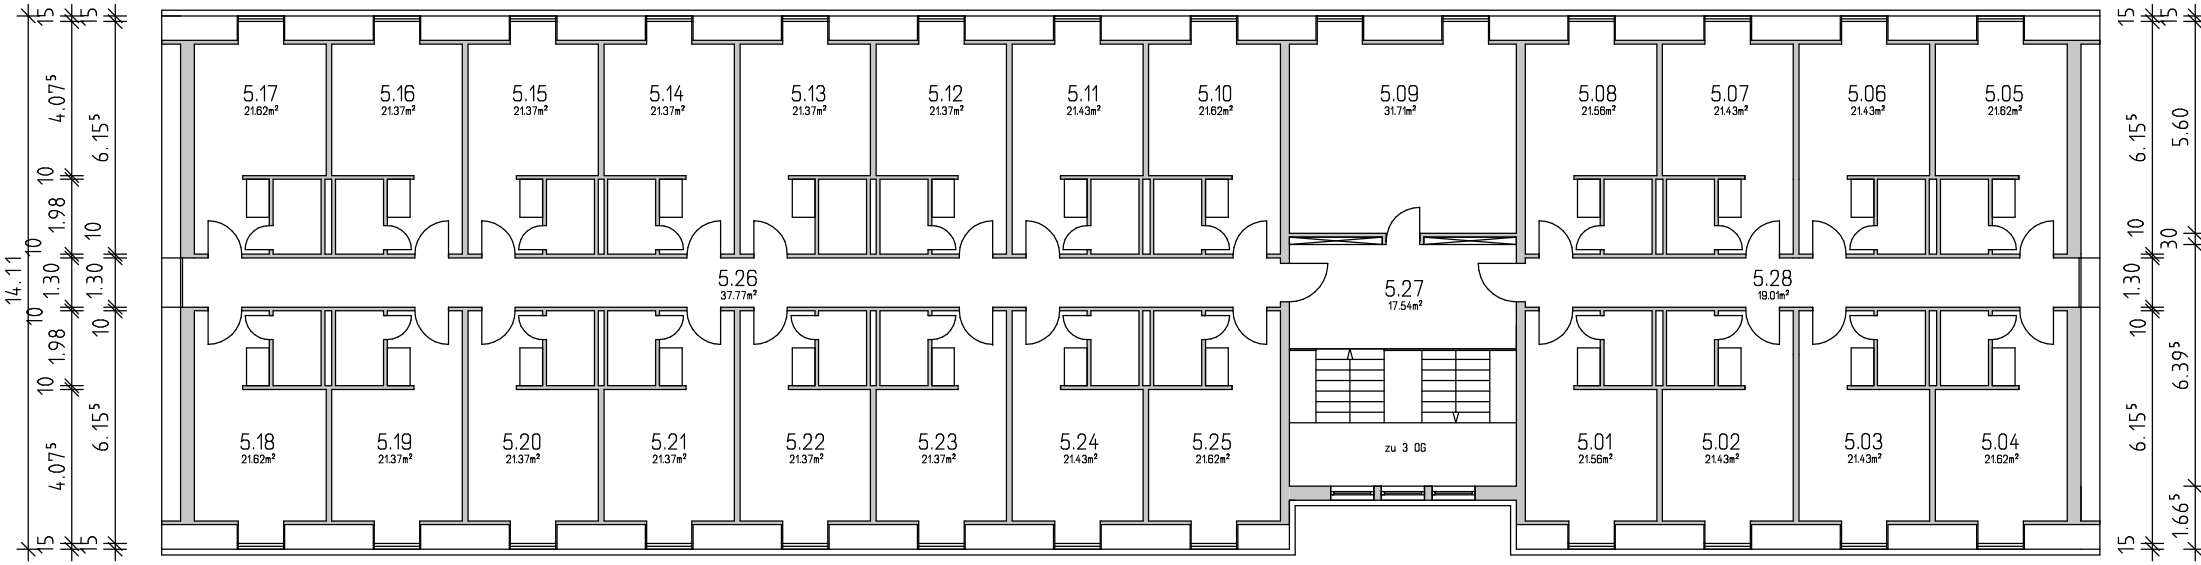 5.17
21.62m²
5.16
21.37m²
5.15
21.37m²
5.14
21.37m²
5.13
21.37m²
5.12
21.37m²
5.11
21.43m²
5.10
21.62m²
5.09
31.71m²
5.08
21.56m²
5.07
21.43m²
5.06
21.43m²
5.05
21.62m²
5.26
37.77m²
5.27
17.54m²
5.28
19.01m²
5.18
21.62m²
5.19
21.37m²
5.20
21.37m²
5.21
21.37m²
5.22
21.37m²
5.23
21.37m²
5.24
21.43m²
5.25
21.62m²
zu 3 OG
5.01
21.56m²
5.02
21.43m²
5.03
21.43m²
5.04
21.62m²
14.11
15
4.07⁵
10
1.98
10
1.30
10
1.98
10
4.07⁵
15
15
6.15⁵
10
1.30
10
6.15⁵
15
15
6.15⁵
10
1.30
10
6.15⁵
15
15
5.60
30
6.39⁵
1.66⁵